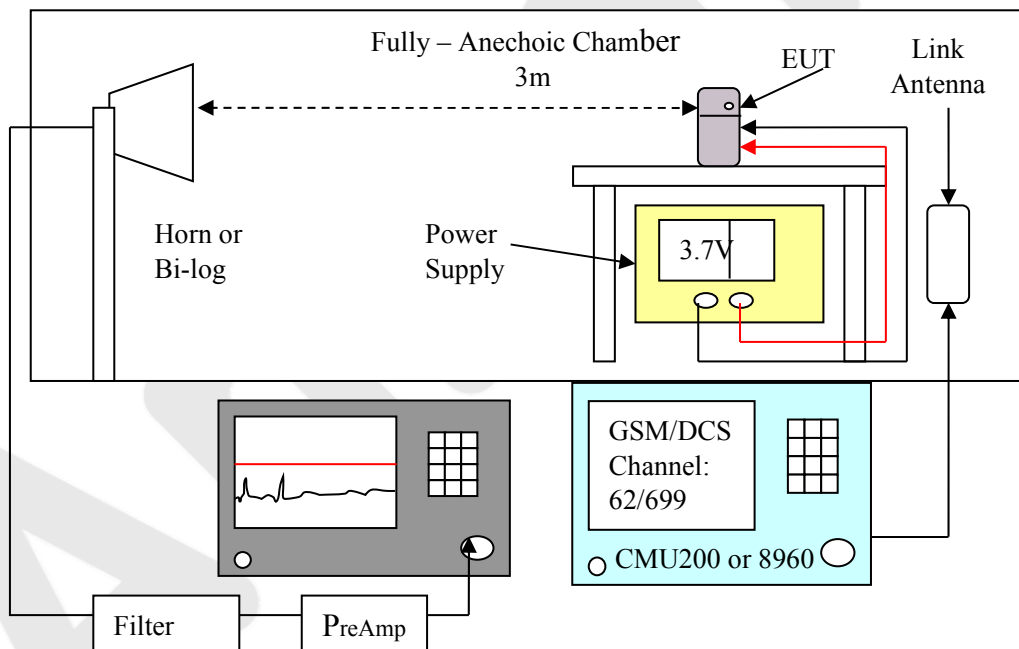 Fully – Anechoic Chamber
3m
EUT
Link
Antenna
Horn or
Bi-log
Power
Supply
3.7V
GSM/DCS
Channel:
62/699
CMU200 or 8960
Filter
PreAmp